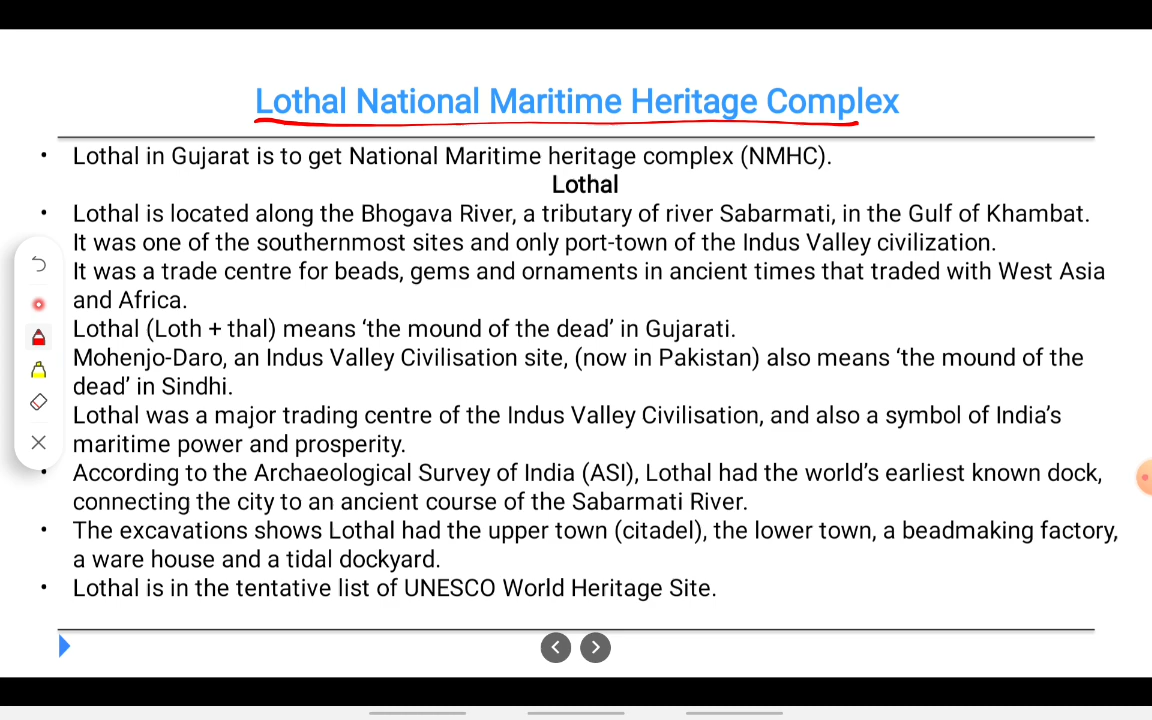 Lothal National Maritime Heritage Complex
• Lothal in Gujarat is to get National Maritime heritage complex (NMHC).
Lothal
• Lothal is located along the Bhogava River, a tributary of river Sabarmati, in the Gulf of Khambat.
It was one of the southernmost sites and only port-town of the Indus Valley civilization.
It was a trade centre for beads, gems and ornaments in ancient times that traded with West Asia
and Africa.
Lothal (Loth + thal) means ‘the mound of the dead’ in Gujarati.
Mohenjo-Daro, an Indus Valley Civilisation site, (now in Pakistan) also means ‘the mound of the
dead’ in Sindhi.
Lothal was a major trading centre of the Indus Valley Civilisation, and also a symbol of India’s
maritime power and prosperity.
• According to the Archaeological Survey of India (ASI), Lothal had the world’s earliest known dock,
connecting the city to an ancient course of the Sabarmati River.
• The excavations shows Lothal had the upper town (citadel), the lower town, a beadmaking factory,
a ware house and a tidal dockyard.
• Lothal is in the tentative list of UNESCO World Heritage Site.